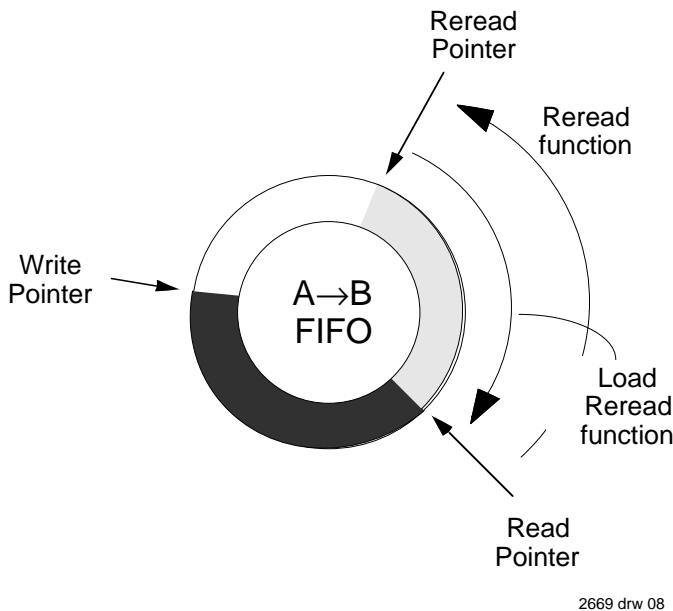 Reread
Pointer
Reread
function
Write
Pointer
A→B
FIFO
Load
Reread
function
Read
Pointer
2669 drw 08